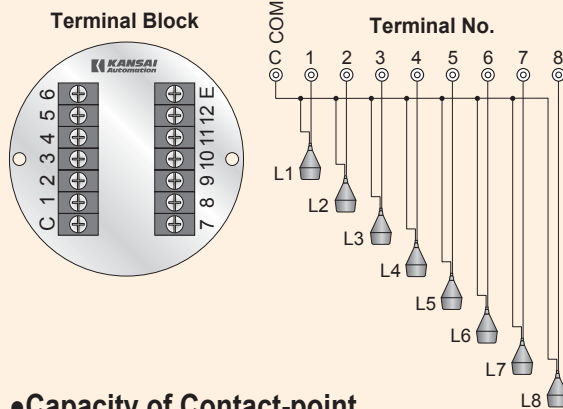 Terminal Block
KANSAI
Automation
6
5
4
3
2
1
C
E
12
11
10
9
8
7
Terminal No.
COM
C 1 2 3 4 5 6 7 8
L1
L2
L3
L4
L5
L6
L7
L8
•Capacity of Contact-point